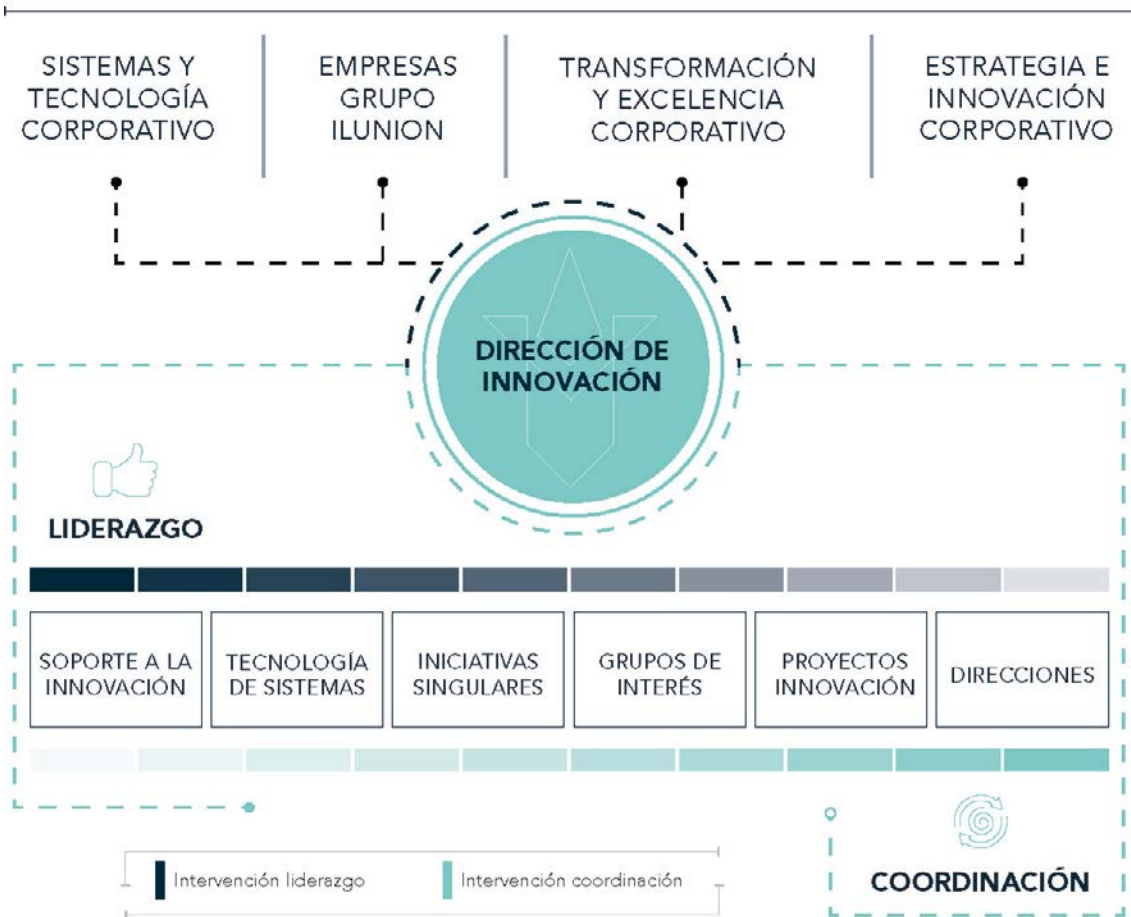 SISTEMAS Y
TECNOLOGÍA
CORPORATIVO
EMPRESAS
GRUPO
ILUNION
TRANSFORMACIÓN
Y EXCELENCIA
CORPORATIVO
ESTRATEGIA E
INNOVACIÓN
CORPORATIVO
DIRECCIÓN DE
INNOVACIÓN
LIDERAZGO
SOPORTE A LA
INNOVACIÓN
TECNOLOGÍA
DE SISTEMAS
INICIATIVAS
SINGULARES
GRUPOS DE
INTERÉS
PROYECTOS
INNOVACIÓN
DIRECCIONES
Intervención liderazgo
Intervención coordinación
COORDINACIÓN